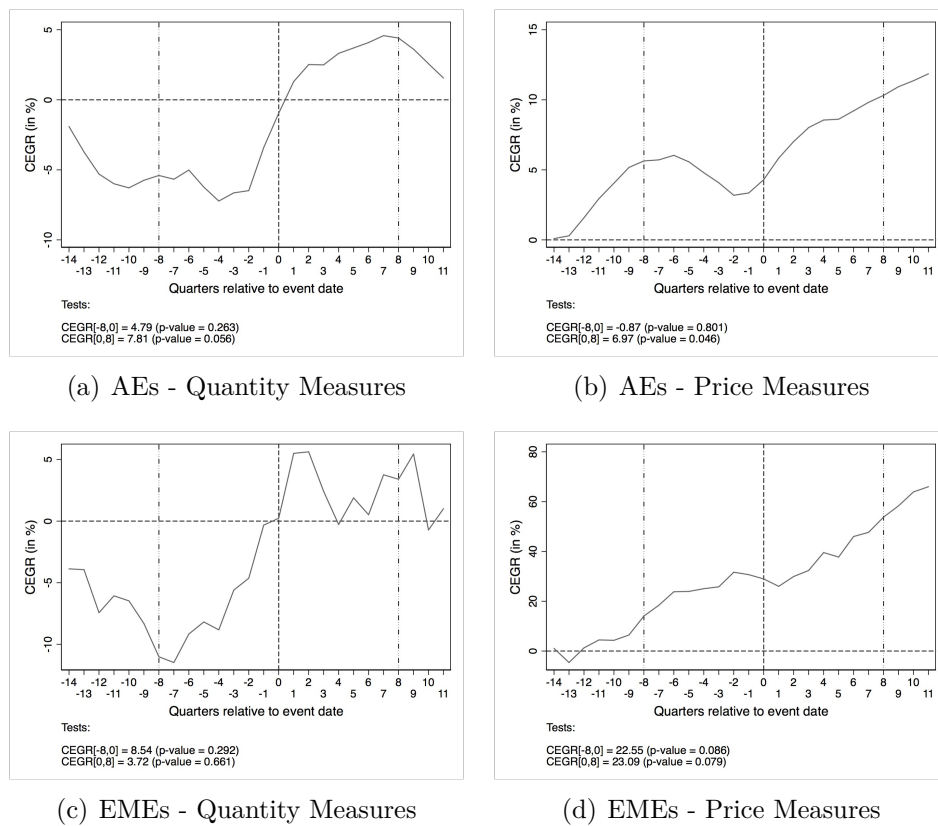 CEGR (in %)
5
0
-5
-10
-14 -12 -10 -8 -6 -4 -2 0 2 4 6 8 10
-13 -11 -9 -7 -5 -3 -1 1 3 5 7 9 11
Quarters relative to event date
Tests:
CEGR[-8,0] = 4.79 (p-value = 0.263)
CEGR[0,8] = 7.81 (p-value = 0.056)
(a) AEs - Quantity Measures
CEGR (in %)
15
10
5
0
-14 -12 -10 -8 -6 -4 -2 0 2 4 6 8 10
-13 -11 -9 -7 -5 -3 -1 1 3 5 7 9 11
Quarters relative to event date
Tests:
CEGR[-8,0] = -0.87 (p-value = 0.801)
CEGR[0,8] = 6.97 (p-value = 0.046)
(b) AEs - Price Measures
CEGR (in %)
5
0
-5
-10
-14 -12 -10 -8 -6 -4 -2 0 2 4 6 8 10
-13 -11 -9 -7 -5 -3 -1 1 3 5 7 9 11
Quarters relative to event date
Tests:
CEGR[-8,0] = 8.54 (p-value = 0.292)
CEGR[0,8] = 3.72 (p-value = 0.661)
(c) EMEs - Quantity Measures
CEGR (in %)
80
60
40
20
0
-14 -12 -10 -8 -6 -4 -2 0 2 4 6 8 10
-13 -11 -9 -7 -5 -3 -1 1 3 5 7 9 11
Quarters relative to event date
Tests:
CEGR[-8,0] = 22.55 (p-value = 0.086)
CEGR[0,8] = 23.09 (p-value = 0.079)
(d) EMEs - Price Measures